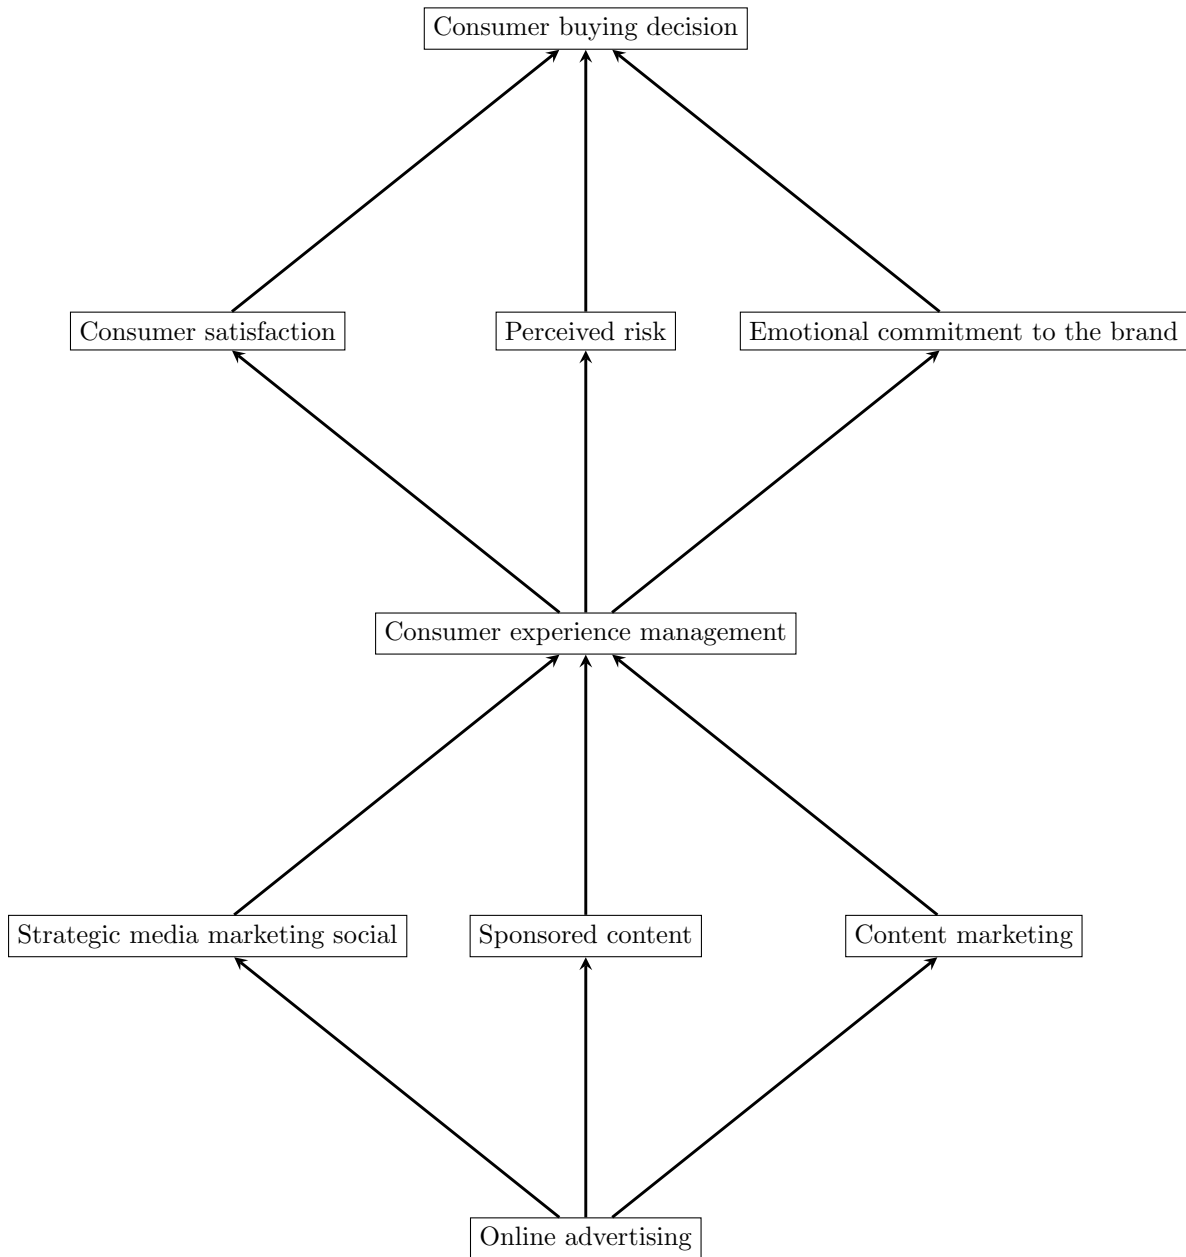 Consumer buying decision
Consumer satisfaction
Perceived risk
Emotional commitment to the brand
Consumer experience management
Strategic media marketing social
Sponsored content
Content marketing
Online advertising